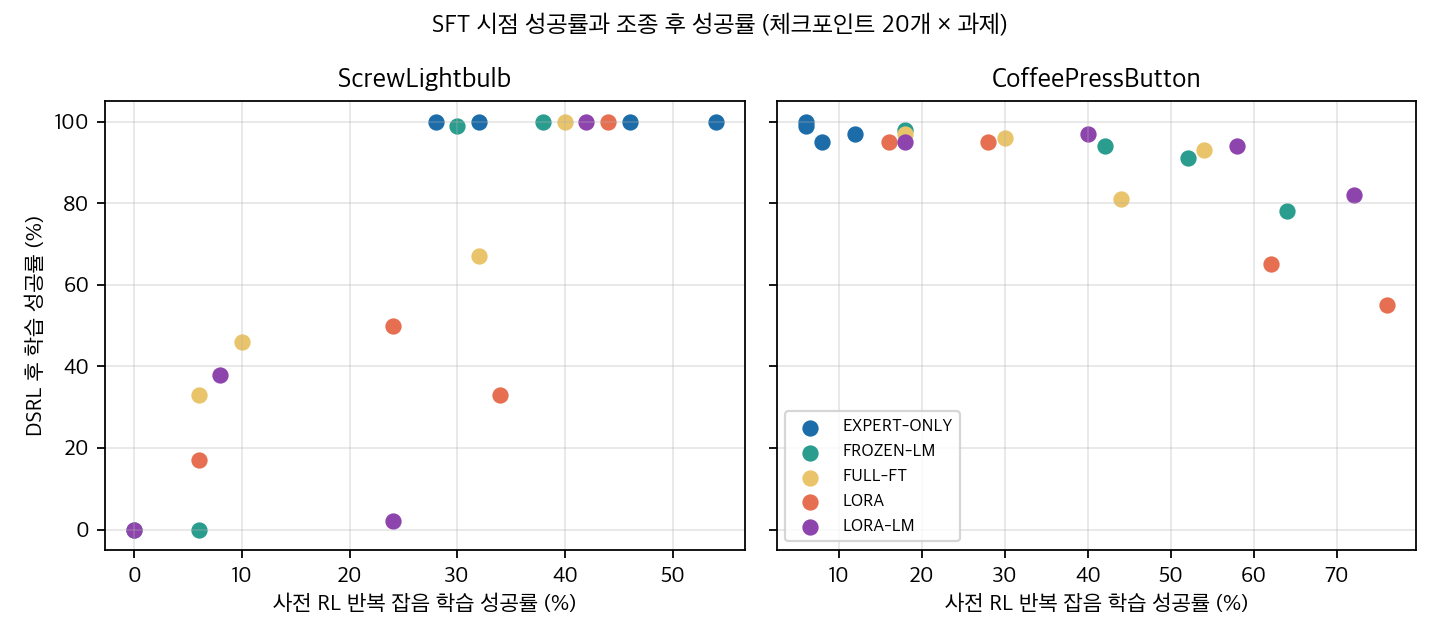 SFT 시점 성공률과 조종 후 성공률 (체크포인트 20개 × 과제)
ScrewLightbulb
CoffeePressButton
DSRL 후 학습 성공률 (%)
100
80
60
40
20
0
0 10 20 30 40 50
10 20 30 40 50 60 70
사전 RL 반복 잡음 학습 성공률 (%)
사전 RL 반복 잡음 학습 성공률 (%)
EXPERT-ONLY
FROZEN-LM
FULL-FT
LORA
LORA-LM